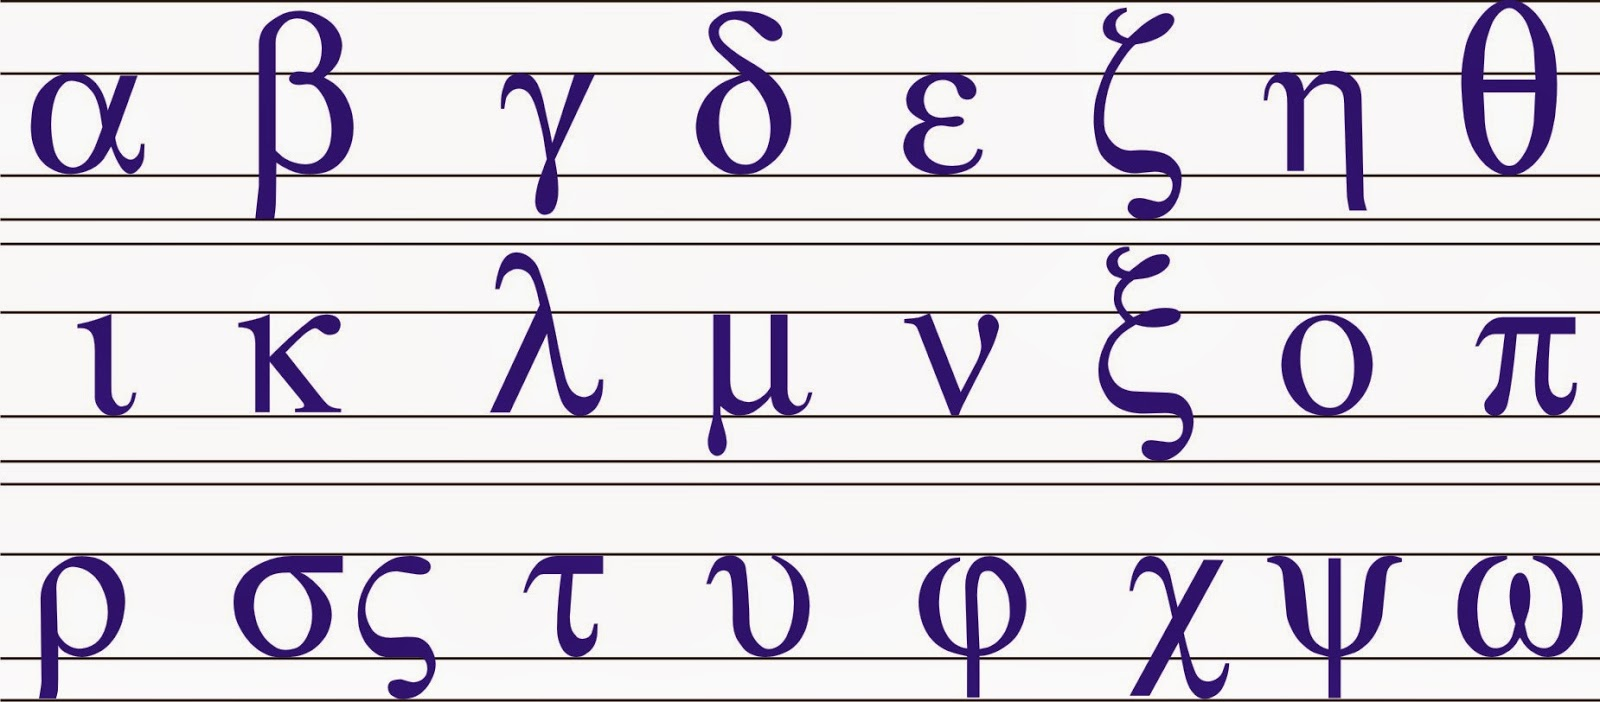 α β γ δ ε ζ η θ
ι κ λ μ ν ξ ο π
ρ σς τ υ φ χ ψ ω